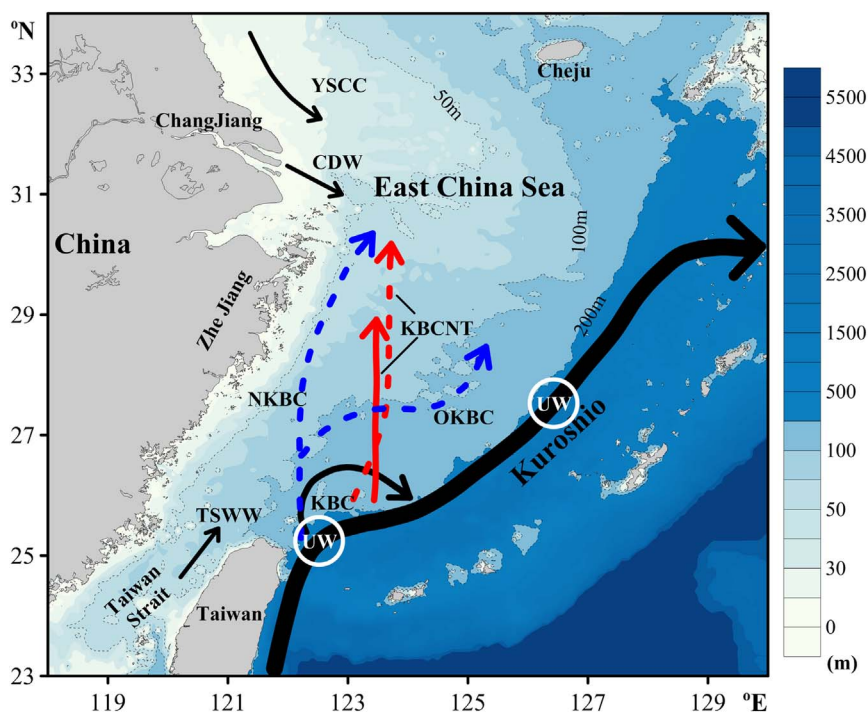 ºN
33
31
29
27
25
23
119
121
123
125
127
129
ºE
YSCC
Cheju
50m
ChangJiang
CDW
East China Sea
China
100m
Zhe Jiang
200m
KBCNT
NKBC
OKBC
UW
Kuroshio
KBC
TSWW
UW
Taiwan
Strait
Taiwan
5500
4500
3500
2500
1500
500
100
50
30
0
(m)